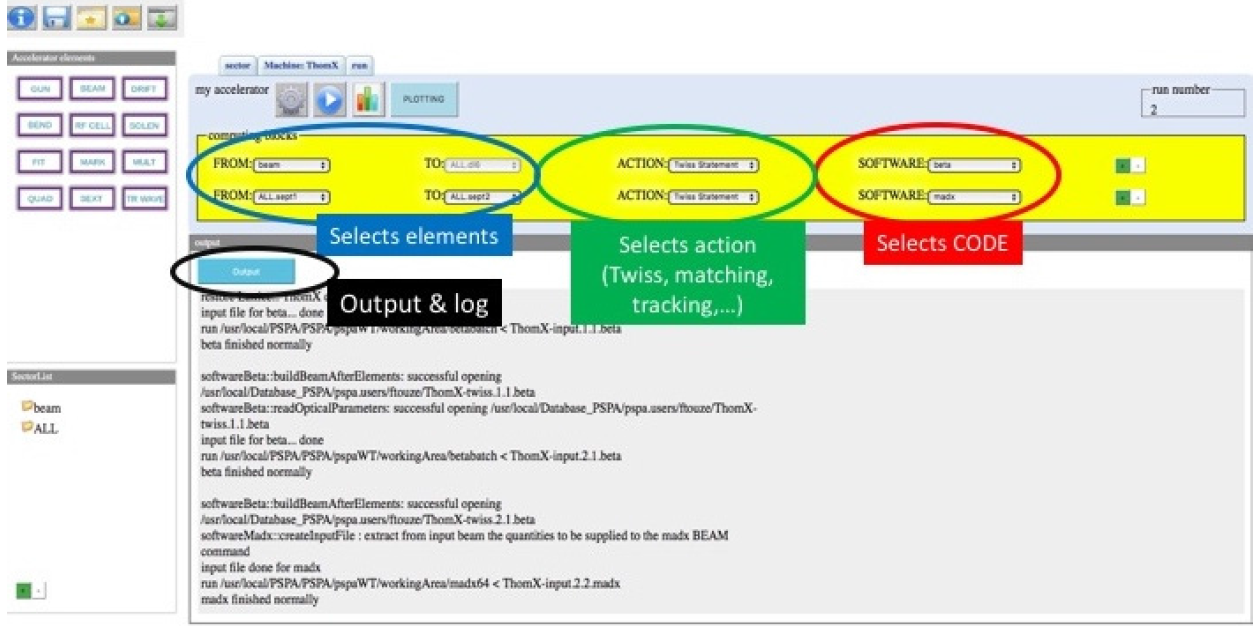 Accelerator elements
GUN BEAM DRIFT
BEND RF CELL SOLEN
FIT MARK MULT
QUAD SEXT TR WAVE
sector Machine: ThomX run
my accelerator PLOTTING
run number
2
computing blocks
FROM: beam TO: ALL.dl6 ACTION: Twiss Statement SOFTWARE: beta
FROM: ALL.sept1 TO: ALL.sept2 ACTION: Twiss Statement SOFTWARE: madx
Selects elements
Selects action
(Twiss, matching,
tracking,...)
Selects CODE
output
Output
Output & log
input file for beta... done
run /usr/local/PSPA/PSPA/pspaWT/workingArea/betabatch < ThomX-input.1.1.beta
beta finished normally
softwareBeta::buildBeamAfterElements: successful opening
/usr/local/Database_PSPA/pspa.users/ftouze/ThomX-twiss.1.1.beta
softwareBeta::readOpticalParameters: successful opening /usr/local/Database_PSPA/pspa.users/ftouze/ThomX-
twiss.1.1.beta
input file for beta... done
run /usr/local/PSPA/PSPA/pspaWT/workingArea/betabatch < ThomX-input.2.1.beta
beta finished normally
softwareBeta::buildBeamAfterElements: successful opening
/usr/local/Database_PSPA/pspa.users/ftouze/ThomX-twiss.2.1.beta
softwareMadx::createInputFile : extract from input beam the quantities to be supplied to the madx BEAM
command
input file done for madx
run /usr/local/PSPA/PSPA/pspaWT/workingArea/madx64 < ThomX-input.2.2.madx
madx finished normally
SectorList
beam
ALL